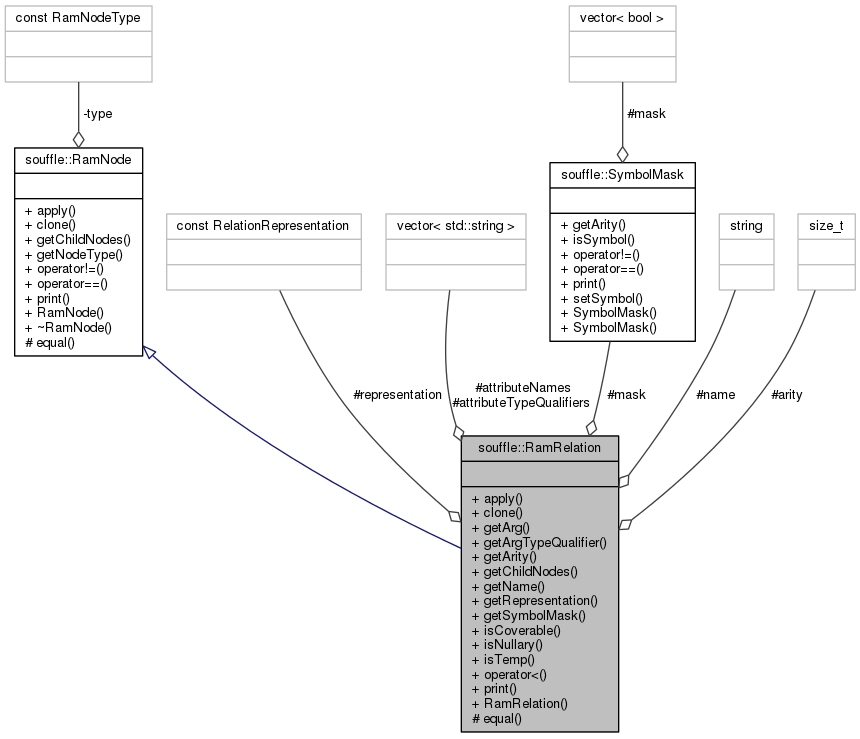 const RamNodeType
vector< bool >
-type
#mask
souffle::RamNode
+ apply()
+ clone()
+ getChildNodes()
+ getNodeType()
+ operator!=()
+ operator==()
+ print()
+ RamNode()
+ ~RamNode()
# equal()
const RelationRepresentation
vector< std::string >
souffle::SymbolMask
+ getArity()
+ isSymbol()
+ operator!=()
+ operator==()
+ print()
+ setSymbol()
+ SymbolMask()
+ SymbolMask()
string
size_t
#representation
#attributeNames
#attributeTypeQualifiers
#mask
#name
#arity
souffle::RamRelation
+ apply()
+ clone()
+ getArg()
+ getArgTypeQualifier()
+ getArity()
+ getChildNodes()
+ getName()
+ getRepresentation()
+ getSymbolMask()
+ isCoverable()
+ isNullary()
+ isTemp()
+ operator<()
+ print()
+ RamRelation()
# equal()